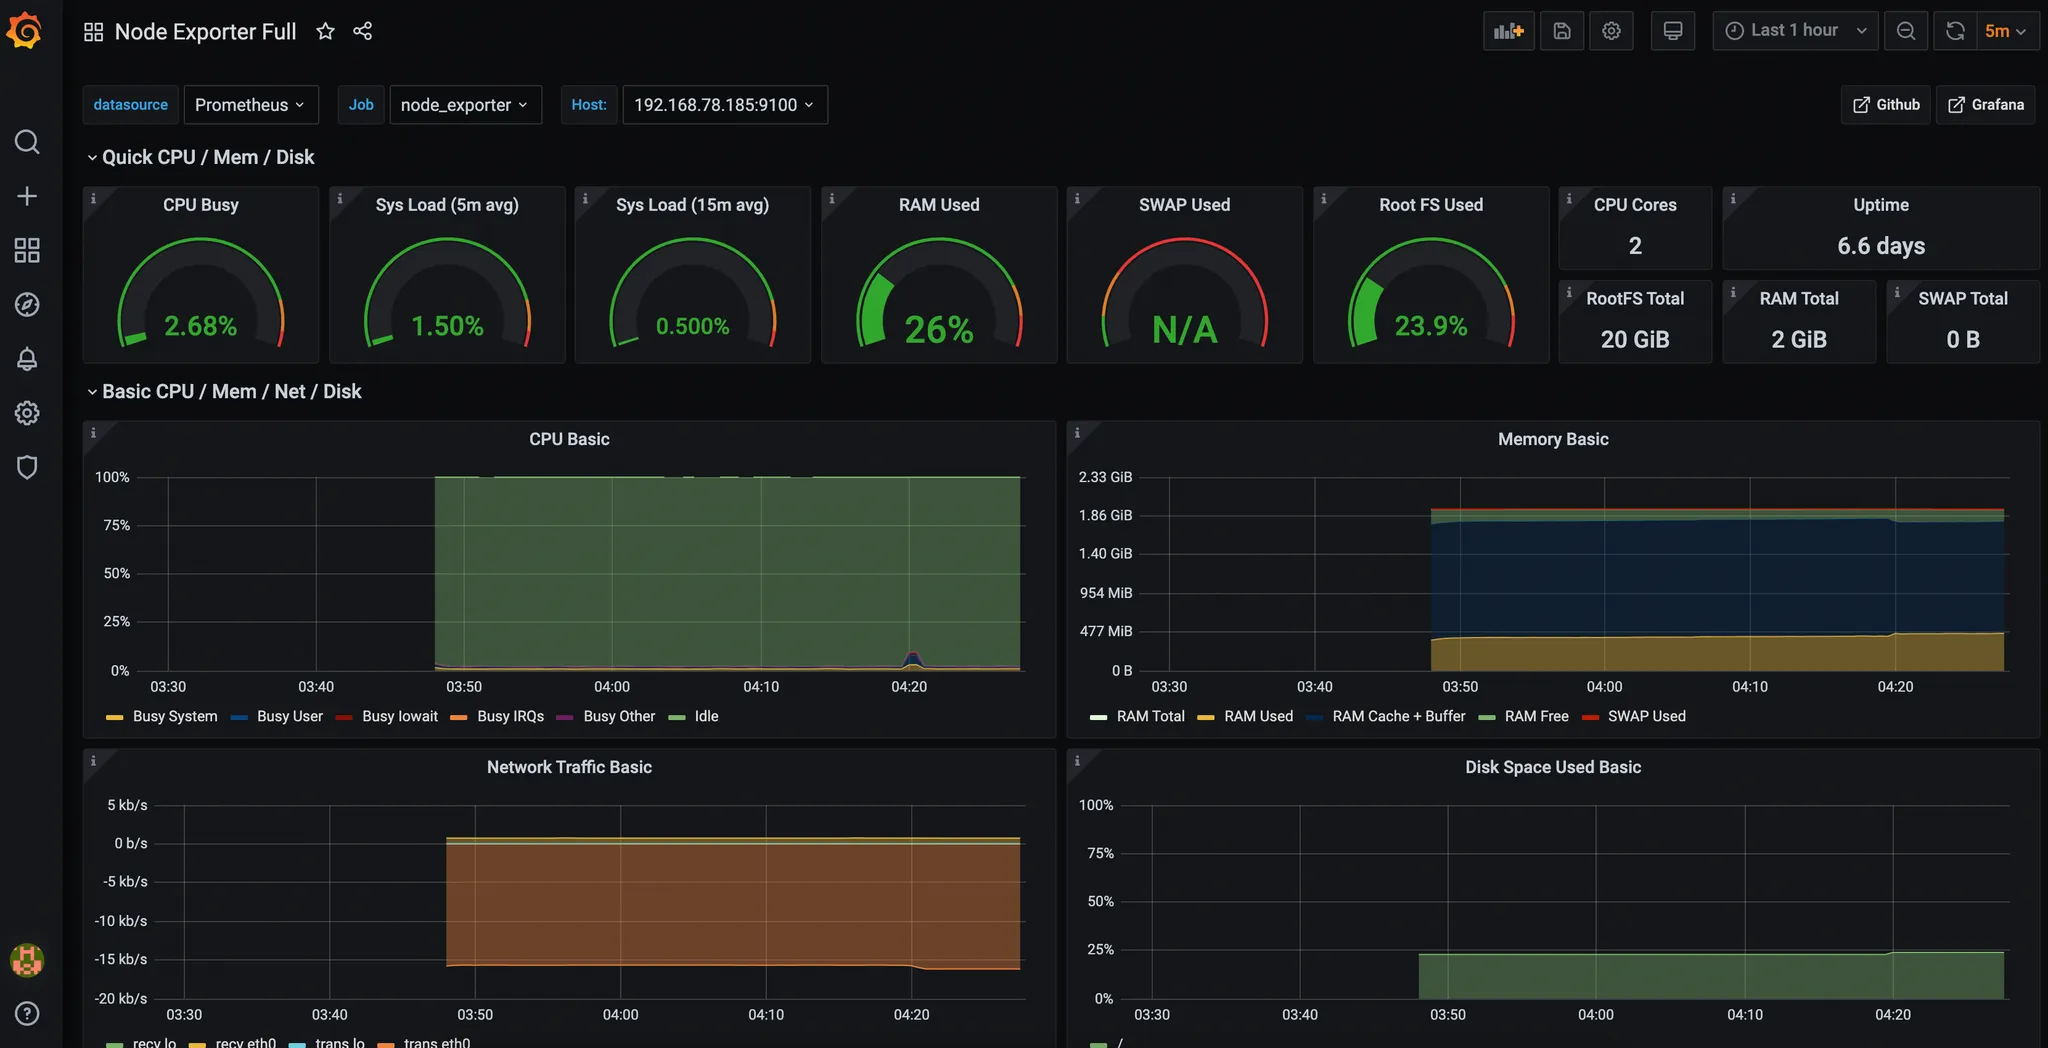 Node Exporter Full
Last 1 hour
5m
datasource
Prometheus
Job
node_exporter
Host:
192.168.78.185:9100
Github
Grafana
Quick CPU / Mem / Disk
CPU Busy
2.68%
Sys Load (5m avg)
1.50%
Sys Load (15m avg)
0.500%
RAM Used
26%
SWAP Used
N/A
Root FS Used
23.9%
CPU Cores
2
Uptime
6.6 days
RootFS Total
20 GiB
RAM Total
2 GiB
SWAP Total
0 B
Basic CPU / Mem / Net / Disk
CPU Basic
100%
75%
50%
25%
0%
03:30 03:40 03:50 04:00 04:10 04:20
Busy System Busy User Busy Iowait Busy IRQs Busy Other Idle
Memory Basic
2.33 GiB
1.86 GiB
1.40 GiB
954 MiB
477 MiB
0 B
03:30 03:40 03:50 04:00 04:10 04:20
RAM Total RAM Used RAM Cache + Buffer RAM Free SWAP Used
Network Traffic Basic
5 kb/s
0 b/s
-5 kb/s
-10 kb/s
-15 kb/s
-20 kb/s
03:30 03:40 03:50 04:00 04:10 04:20
recv lo recv eth0 trans lo trans eth0
Disk Space Used Basic
100%
75%
50%
25%
0%
03:30 03:40 03:50 04:00 04:10 04:20
/